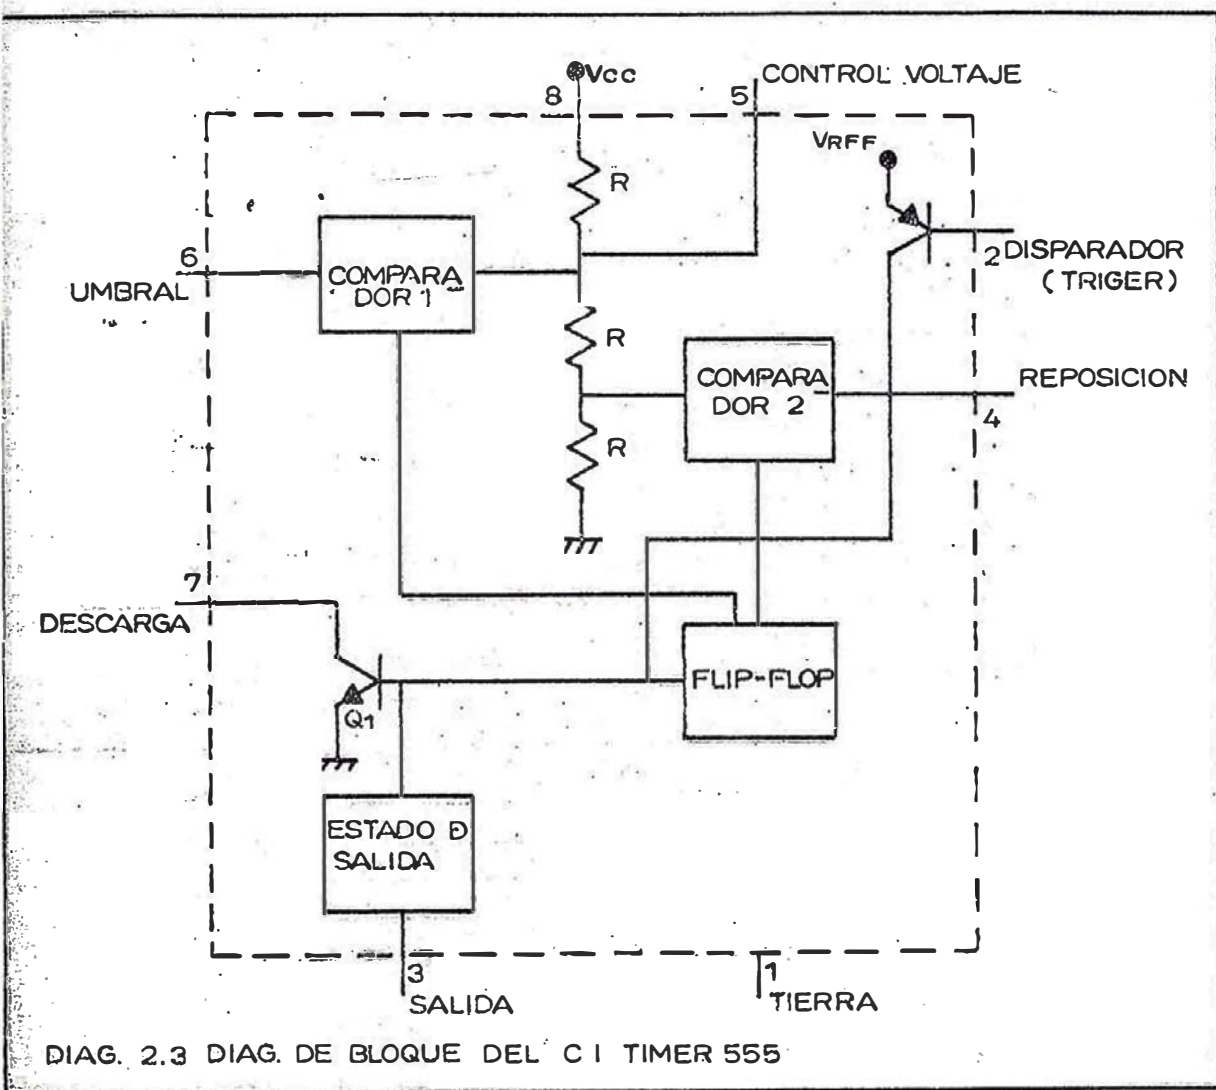 Vcc
8
5
CONTROL VOLTAJE
VRFF
R
6
UMBRAL
COMPARA
DOR 1
2
DISPARADOR
(TRIGER)
R
COMPARA
DOR 2
REPOSICION
4
R
7
DESCARGA
FLIP-FLOP
Q1
ESTADO D
SALIDA
3
SALIDA
1
TIERRA
DIAG. 2.3 DIAG. DE BLOQUE DEL C I TIMER 555